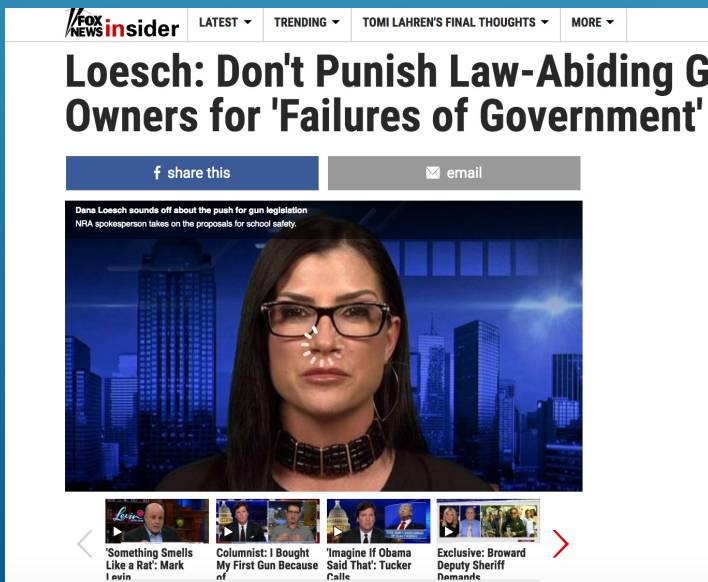 FOX
NEWS insider
LATEST
TRENDING
TOMI LAHREN'S FINAL THOUGHTS
MORE
Loesch: Don't Punish Law-Abiding G
Owners for 'Failures of Government'
f share this
email
Dana Loesch sounds off about the push for gun legislation
NRA spokesperson takes on the proposals for school safety.
Levin
'Something Smells
Like a Rat': Mark
Levin
Columnist: I Bought
My First Gun Because
of
'Imagine If Obama
Said That': Tucker
Calls
Exclusive: Broward
Deputy Sheriff
Demands